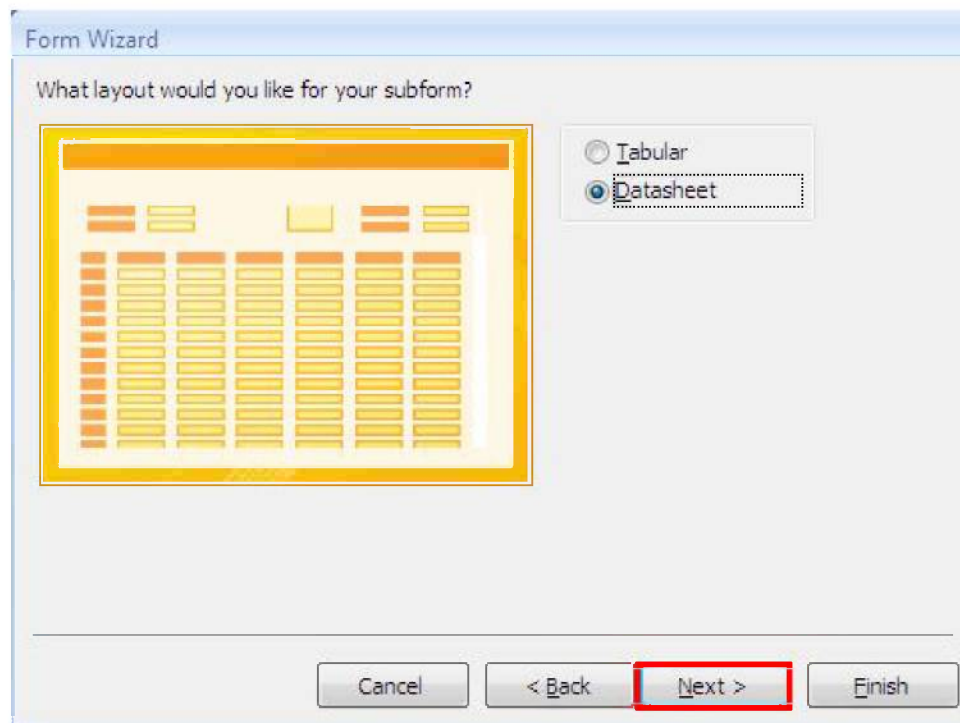 Form Wizard
What layout would you like for your subform?
Tabular
Datasheet
Cancel
< Back
Next >
Finish